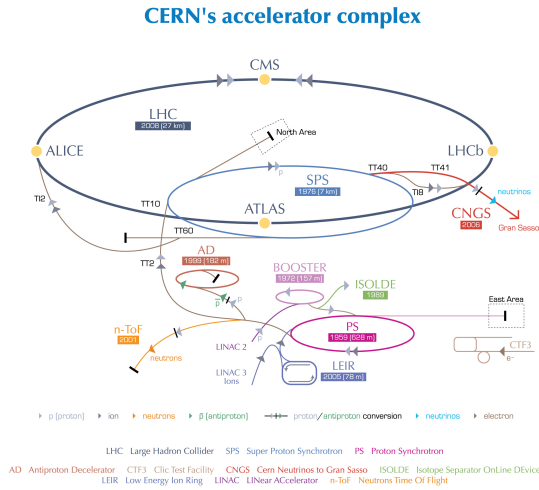 CERN's accelerator complex
CMS
LHC
2008 (27 km)
North Area
ALICE
LHCb
TT40
TT41
SPS
1976 (7 km)
TI8
TI2
TT10
ATLAS
CNGS
2006
neutrinos
Gran Sasso
TT60
AD
1999 (182 m)
TT2
BOOSTER
1972 (157 m)
ISOLDE
1989
p
p
p
p
East Area
n-ToF
2001
neutrons
LINAC 2
PS
1959 (628 m)
CTF3
e-
LINAC 3
Ions
LEIR
2005 (78 m)
p (proton) ion neutrons p̄ (antiproton) proton/antiproton conversion neutrinos electron
LHC Large Hadron Collider SPS Super Proton Synchrotron PS Proton Synchrotron
AD Antiproton Decelerator CTF3 Clic Test Facility CNGS Cern Neutrinos to Gran Sasso ISOLDE Isotope Separator OnLine DEvice
LEIR Low Energy Ion Ring LINAC LINear ACcelerator n-ToF Neutrons Time Of Flight